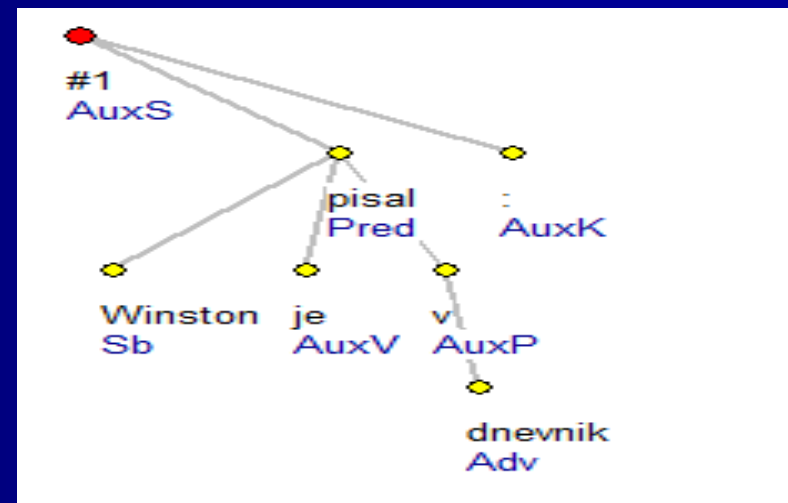 #1
AuxS
pisal :
Pred AuxK
Winston je v
Sb AuxV AuxP
dnevnik
Adv